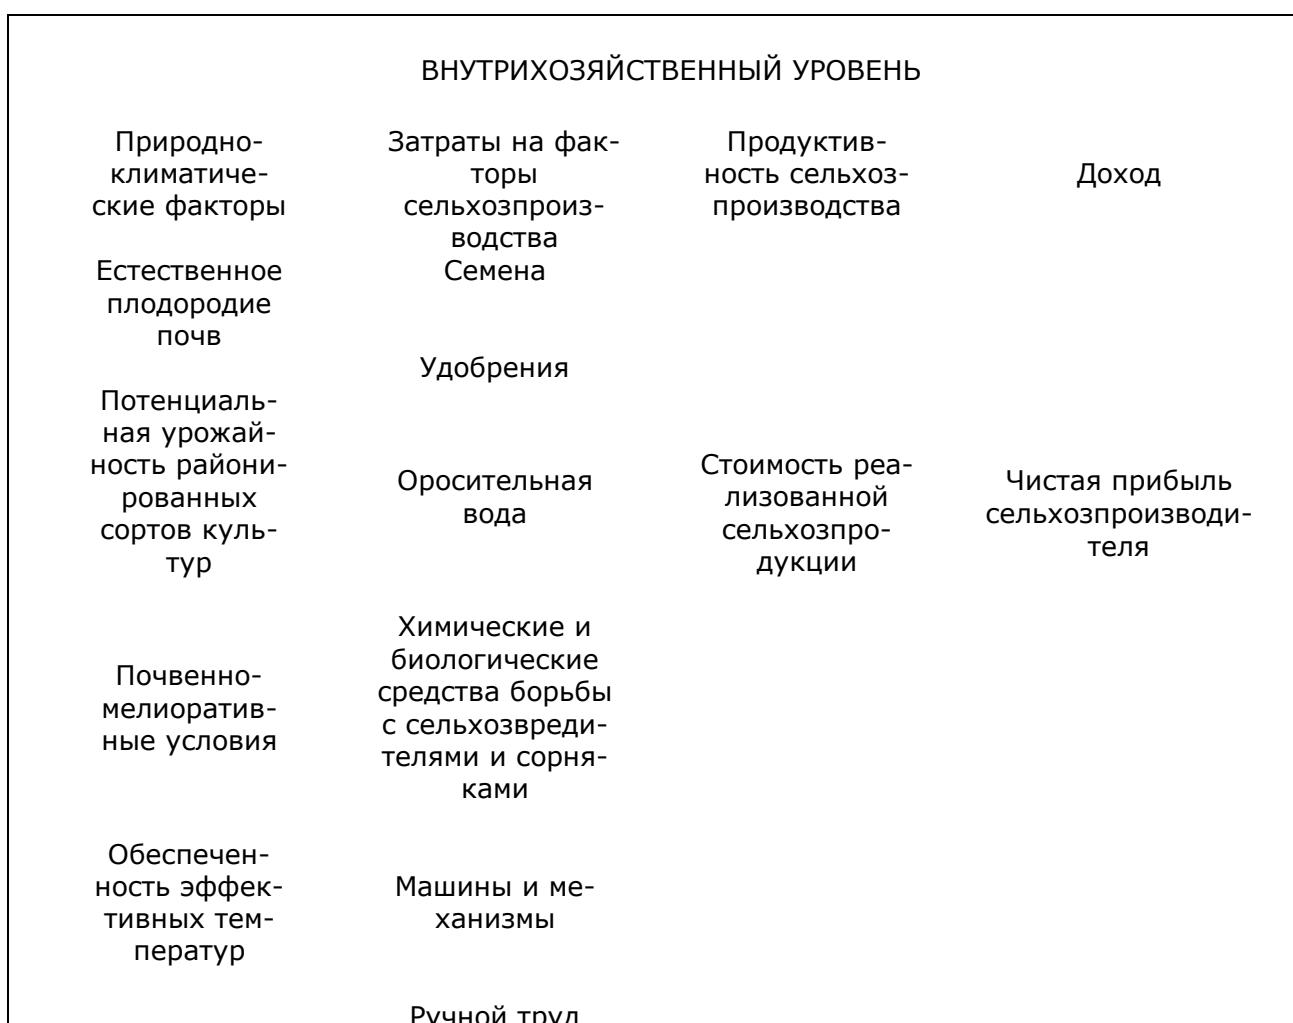 ВНУТРИХОЗЯЙСТВЕННЫЙ УРОВЕНЬ
Природно-
климатиче-
ские факторы
Затраты на фак-
торы
сельхозпроиз-
водства
Продуктив-
ность сельхоз-
производства
Доход
Естественное
плодородие
почв
Семена
Удобрения
Потенциаль-
ная урожай-
ность райони-
рованных
сортов куль-
тур
Оросительная
вода
Стоимость реа-
лизованной
сельхозпро-
дукции
Чистая прибыль
сельхозпроизводи-
теля
Почвенно-
мелиоратив-
ные условия
Химические и
биологические
средства борьбы
с сельхозвреди-
телями и сорня-
ками
Обеспечен-
ность эффек-
тивных тем-
ператур
Машины и ме-
ханизмы
Ручной труд